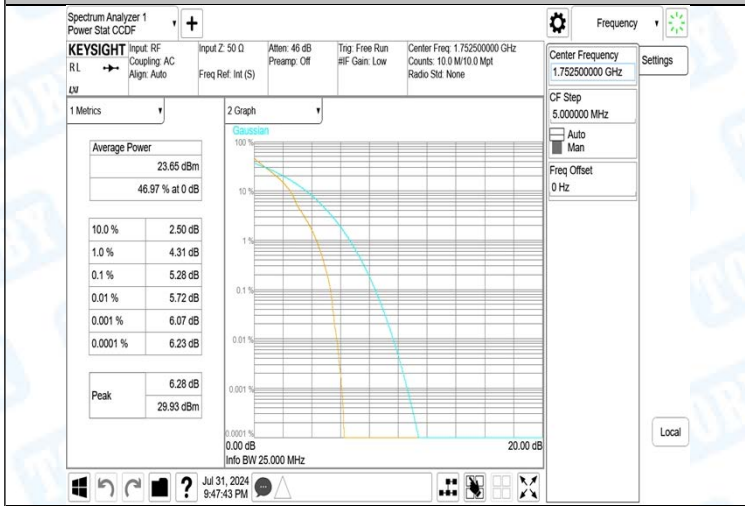 Spectrum Analyzer 1
Power Stat CCDF
Frequency
KEYSIGHT
RL
LXI
Input: RF
Coupling: AC
Align: Auto
Input Z: 50 Ω
Freq Ref: Int (S)
Atten: 46 dB
Preamp: Off
Trig: Free Run
#IF Gain: Low
Center Freq: 1.752500000 GHz
Counts: 10.0 M/10.0 Mpt
Radio Std: None
Center Frequency
1.752500000 GHz
Settings
CF Step
5.000000 MHz
Auto
Man
Freq Offset
0 Hz
1 Metrics
Average Power
23.65 dBm
46.97 % at 0 dB
10.0 % 2.50 dB
1.0 % 4.31 dB
0.1 % 5.28 dB
0.01 % 5.72 dB
0.001 % 6.07 dB
0.0001 % 6.23 dB
Peak
6.28 dB
29.93 dBm
2 Graph
Gaussian
100 %
10 %
1 %
0.1 %
0.01 %
0.001 %
0.0001 %
0.00 dB 20.00 dB
Info BW 25.000 MHz
Local
Jul 31, 2024
9:47:43 PM